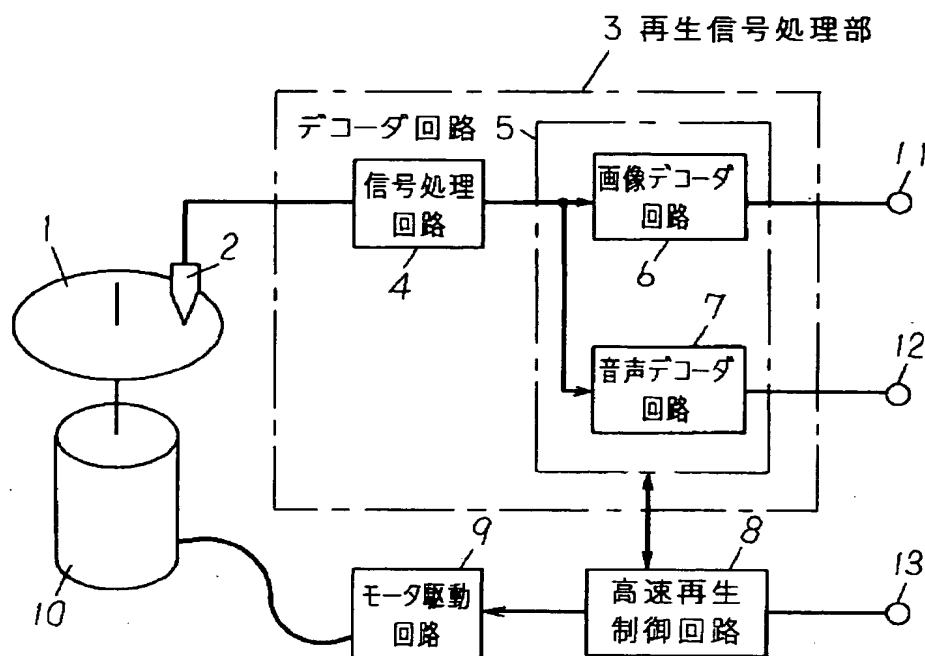 3 再生信号処理部
デコーダ回路 5
信号処理
回路
4
画像デコーダ
回路
6
11
1
2
7
音声デコーダ
回路
12
9
モータ駆動
回路
8
高速再生
制御回路
13
10